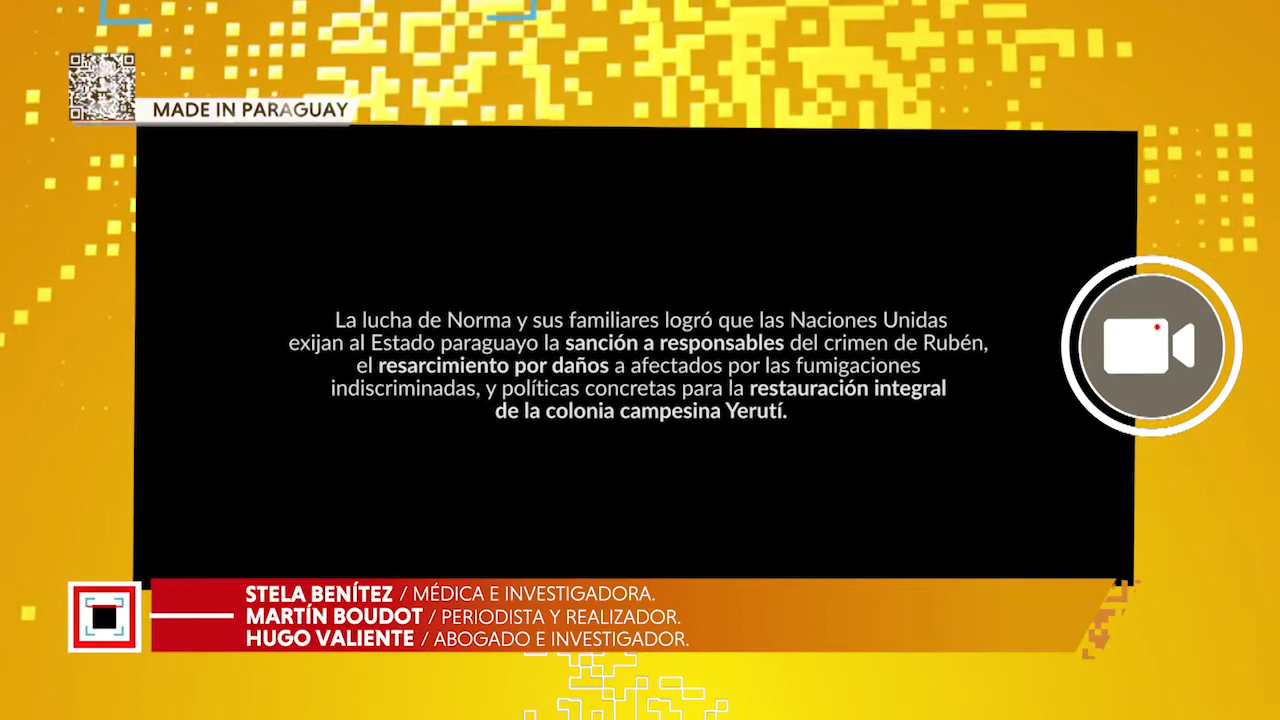 MADE IN PARAGUAY
La lucha de Norma y sus familiares logró que las Naciones Unidas
exijan al Estado paraguayo la sanción a responsables del crimen de Rubén,
el resarcimiento por daños a afectados por las fumigaciones
indiscriminadas, y políticas concretas para la restauración integral
de la colonia campesina Yerutí.
STELA BENÍTEZ / MÉDICA E INVESTIGADORA.
MARTÍN BOUDOT / PERIODISTA Y REALIZADOR.
HUGO VALIENTE / ABOGADO E INVESTIGADOR.